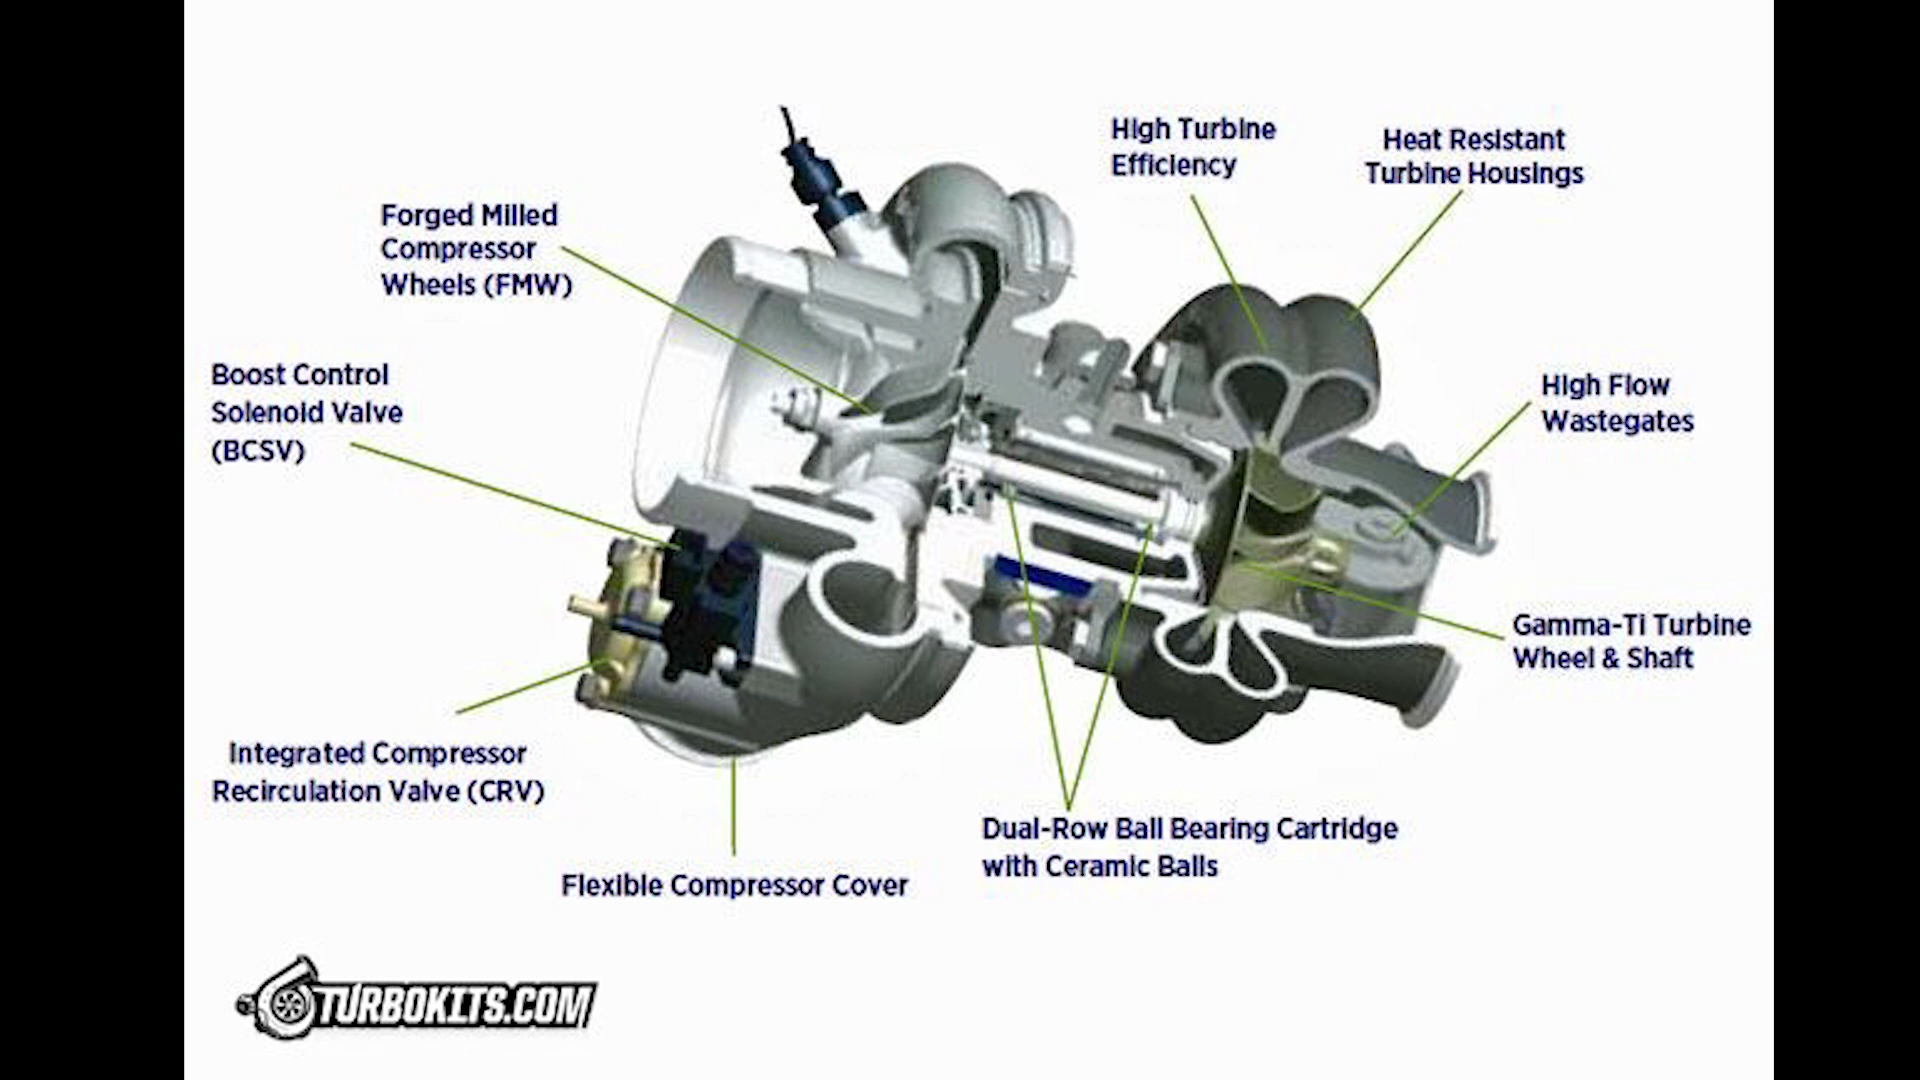 High Turbine
Efficiency
Heat Resistant
Turbine Housings
Forged Milled
Compressor
Wheels (FMW)
Boost Control
Solenoid Valve
(BCSV)
High Flow
Wastegates
Gamma-Ti Turbine
Wheel & Shaft
Integrated Compressor
Recirculation Valve (CRV)
Dual-Row Ball Bearing Cartridge
with Ceramic Balls
Flexible Compressor Cover
TURBOKITS.COM